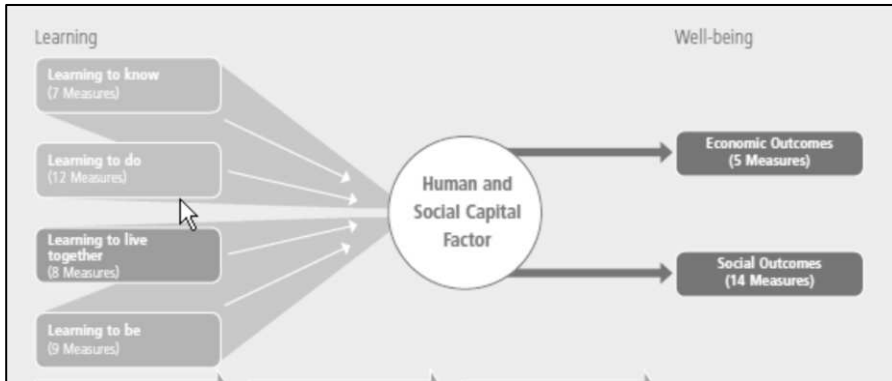 Learning
Well-being
Learning to know
(7 Measures)
Learning to do
(12 Measures)
Learning to live
together
(8 Measures)
Learning to be
(9 Measures)
Human and
Social Capital
Factor
Economic Outcomes
(5 Measures)
Social Outcomes
(14 Measures)